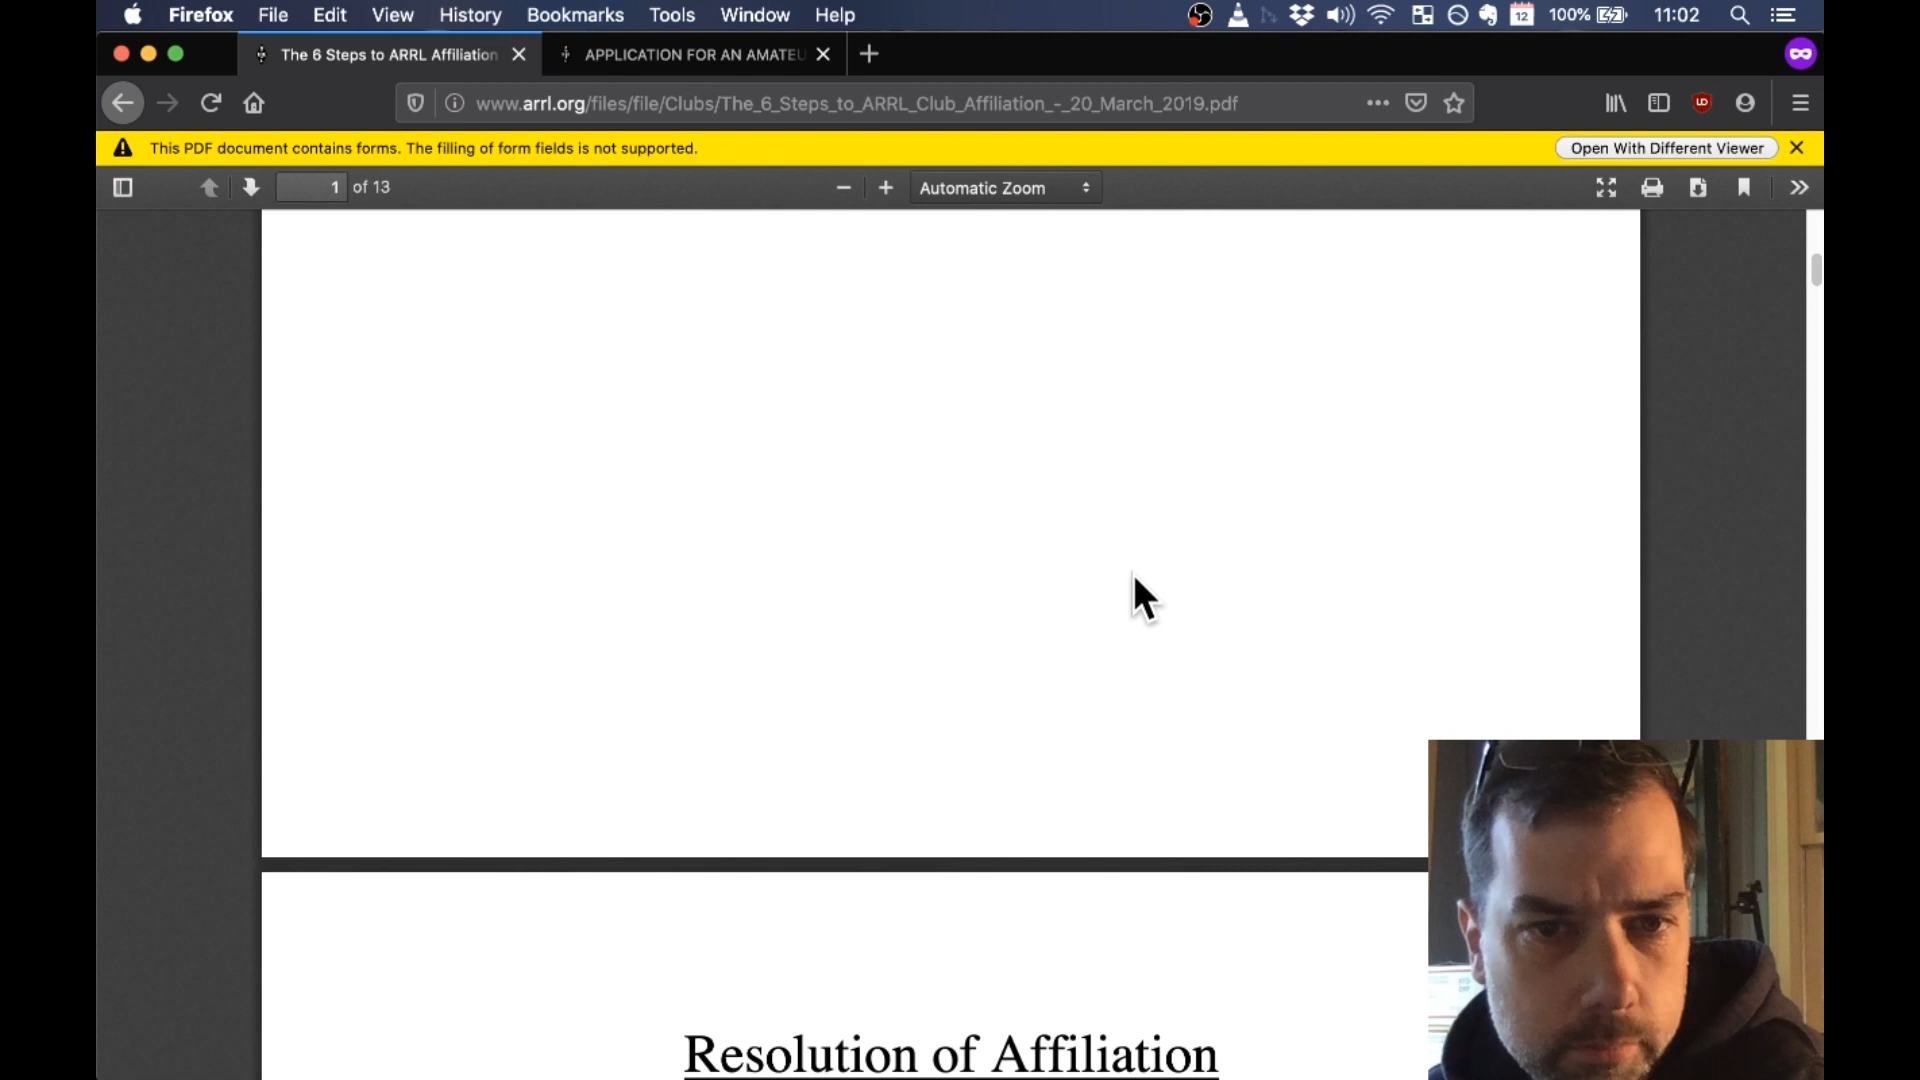 Firefox File Edit View History Bookmarks Tools Window Help 12 100% 11:02
The 6 Steps to ARRL Affiliation APPLICATION FOR AN AMATEU
www.arrl.org/files/file/Clubs/The_6_Steps_to_ARRL_Club_Affiliation_-_20_March_2019.pdf
This PDF document contains forms. The filling of form fields is not supported. Open With Different Viewer
1 of 13 Automatic Zoom
Resolution of Affiliation